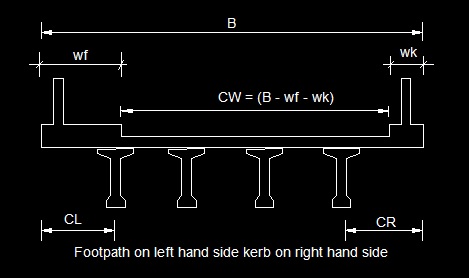 B
wf
wk
CW = (B - wf - wk)
CL
CR
Footpath on left hand side kerb on right hand side